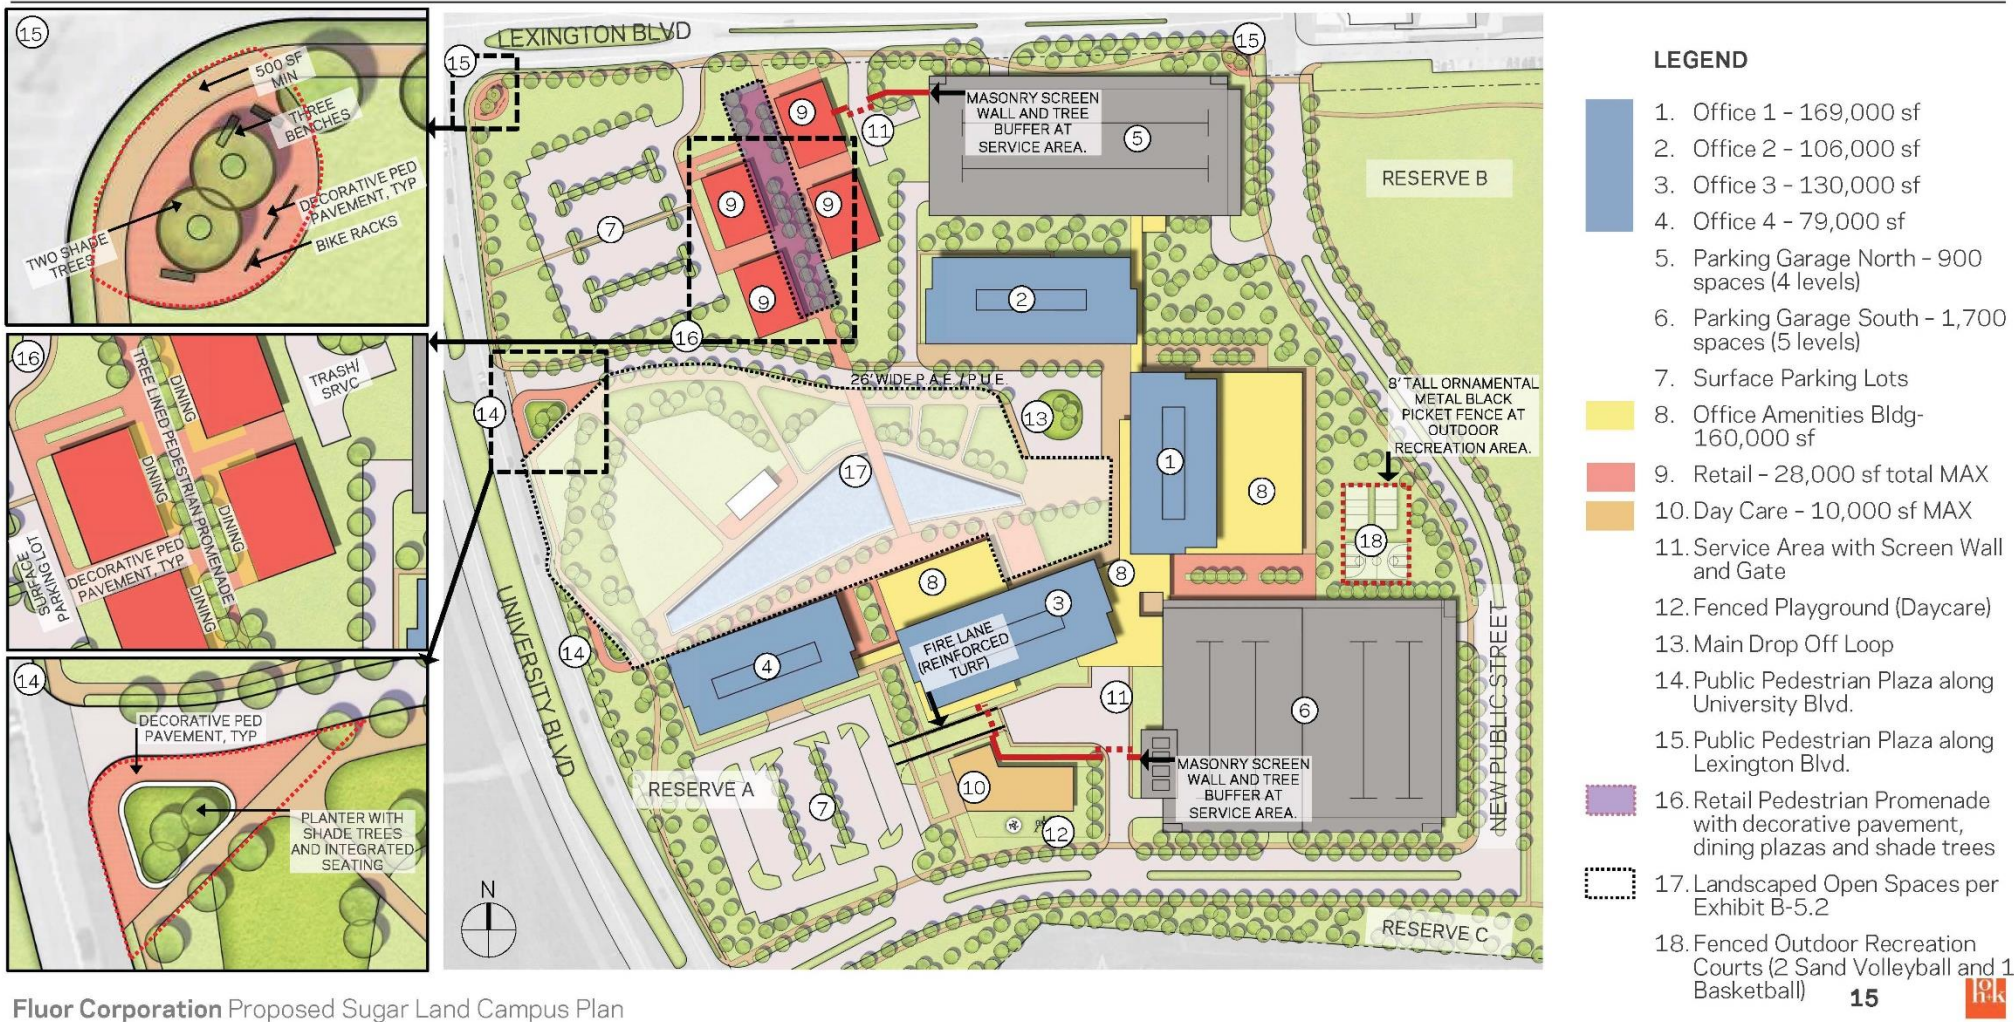 15
500 SF
MIN
THREE
BENCHES
DECORATIVE PED
PAVEMENT, TYP
BIKE RACKS
TWO SHADE
TREES
16
TREE LINED PEDESTRIAN PROMENADE
DINING
TRASH/
SRVC
DINING
DINING
DECORATIVE PED
PAVEMENT, TYP
DINING
SURFACE
PARKING LOT
14
DECORATIVE PED
PAVEMENT, TYP
PLANTER WITH
SHADE TREES
AND INTEGRATED
SEATING
LEXINGTON BLVD
15
15
9
MASONRY SCREEN
WALL AND TREE
BUFFER AT
SERVICE AREA.
11
5
RESERVE B
9
9
7
9
2
16
26' WIDE P.A.E. / P.U.E.
8' TALL ORNAMENTAL
METAL BLACK
PICKET FENCE AT
OUTDOOR
RECREATION AREA.
14
13
17
1
8
18
UNIVERSITY BLVD
8
8
3
FIRE LANE
(REINFORCED
TURF)
14
4
11
6
NEW PUBLIC STREET
MASONRY SCREEN
WALL AND TREE
BUFFER AT
SERVICE AREA.
RESERVE A
7
10
12
N
RESERVE C
LEGEND
1. Office 1 – 169,000 sf
2. Office 2 – 106,000 sf
3. Office 3 – 130,000 sf
4. Office 4 – 79,000 sf
5. Parking Garage North – 900
spaces (4 levels)
6. Parking Garage South – 1,700
spaces (5 levels)
7. Surface Parking Lots
8. Office Amenities Bldg-
160,000 sf
9. Retail – 28,000 sf total MAX
10. Day Care – 10,000 sf MAX
11. Service Area with Screen Wall
and Gate
12. Fenced Playground (Daycare)
13. Main Drop Off Loop
14. Public Pedestrian Plaza along
University Blvd.
15. Public Pedestrian Plaza along
Lexington Blvd.
16. Retail Pedestrian Promenade
with decorative pavement,
dining plazas and shade trees
17. Landscaped Open Spaces per
Exhibit B-5.2
18. Fenced Outdoor Recreation
Courts (2 Sand Volleyball and 1
Basketball)
Fluor Corporation Proposed Sugar Land Campus Plan
15
hok